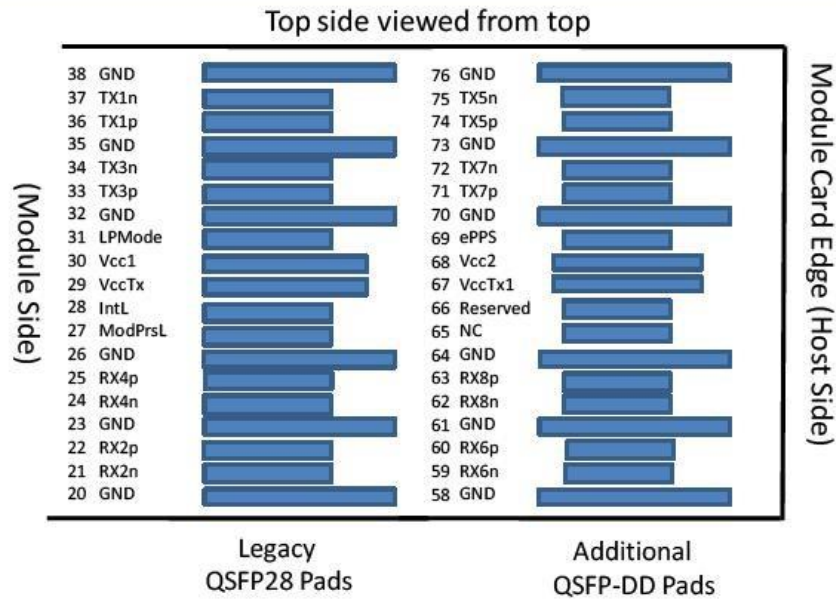 Top side viewed from top
38 GND 76 GND
37 TX1n 75 TX5n
36 TX1p 74 TX5p
35 GND 73 GND
34 TX3n 72 TX7n
33 TX3p 71 TX7p
32 GND 70 GND
31 LPMode 69 ePPS
30 Vcc1 68 Vcc2
29 VccTx 67 VccTx1
28 IntL 66 Reserved
27 ModPrsL 65 NC
26 GND 64 GND
25 RX4p 63 RX8p
24 RX4n 62 RX8n
23 GND 61 GND
22 RX2p 60 RX6p
21 RX2n 59 RX6n
20 GND 58 GND
(Module Side)
Module Card Edge (Host Side)
Legacy
QSFP28 Pads
Additional
QSFP-DD Pads